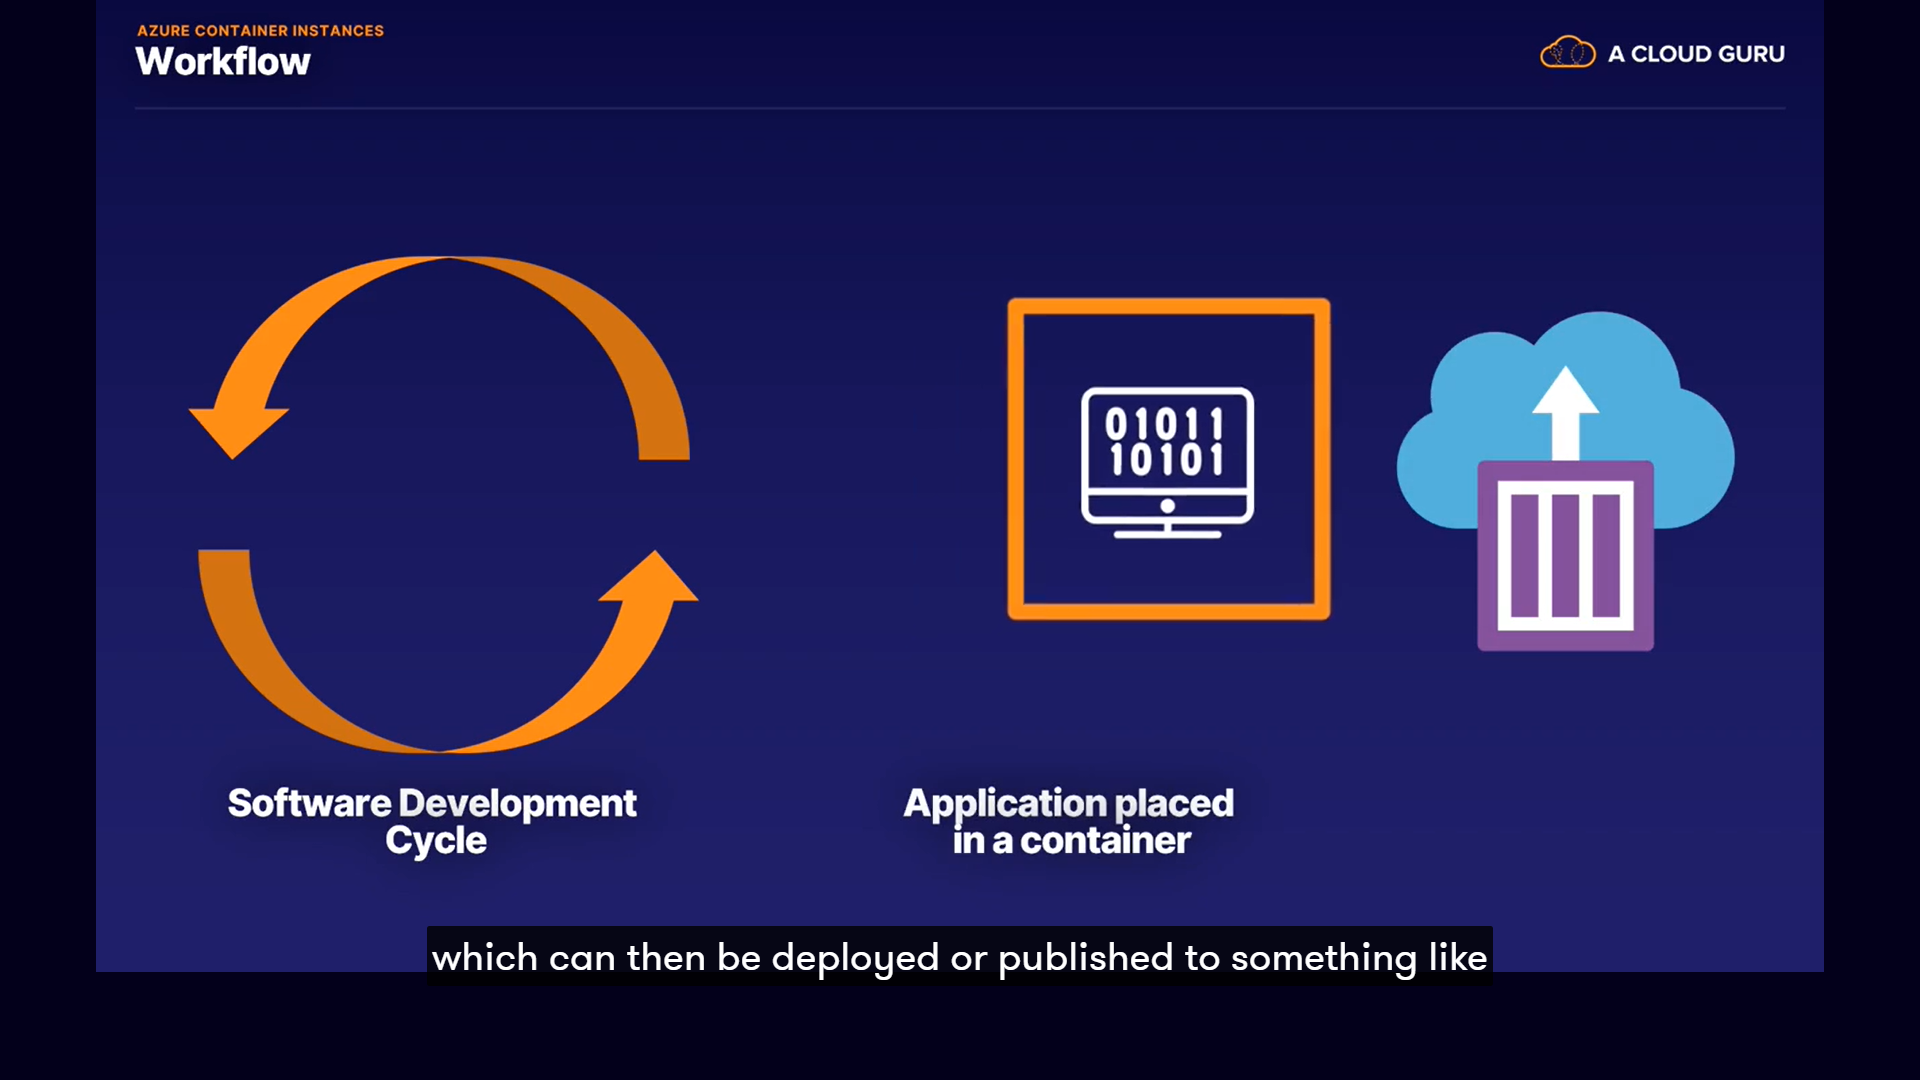 AZURE CONTAINER INSTANCES
Workflow
A CLOUD GURU
01011
10101
Software Development
Cycle
Application placed
in a container
which can then be deployed or published to something like